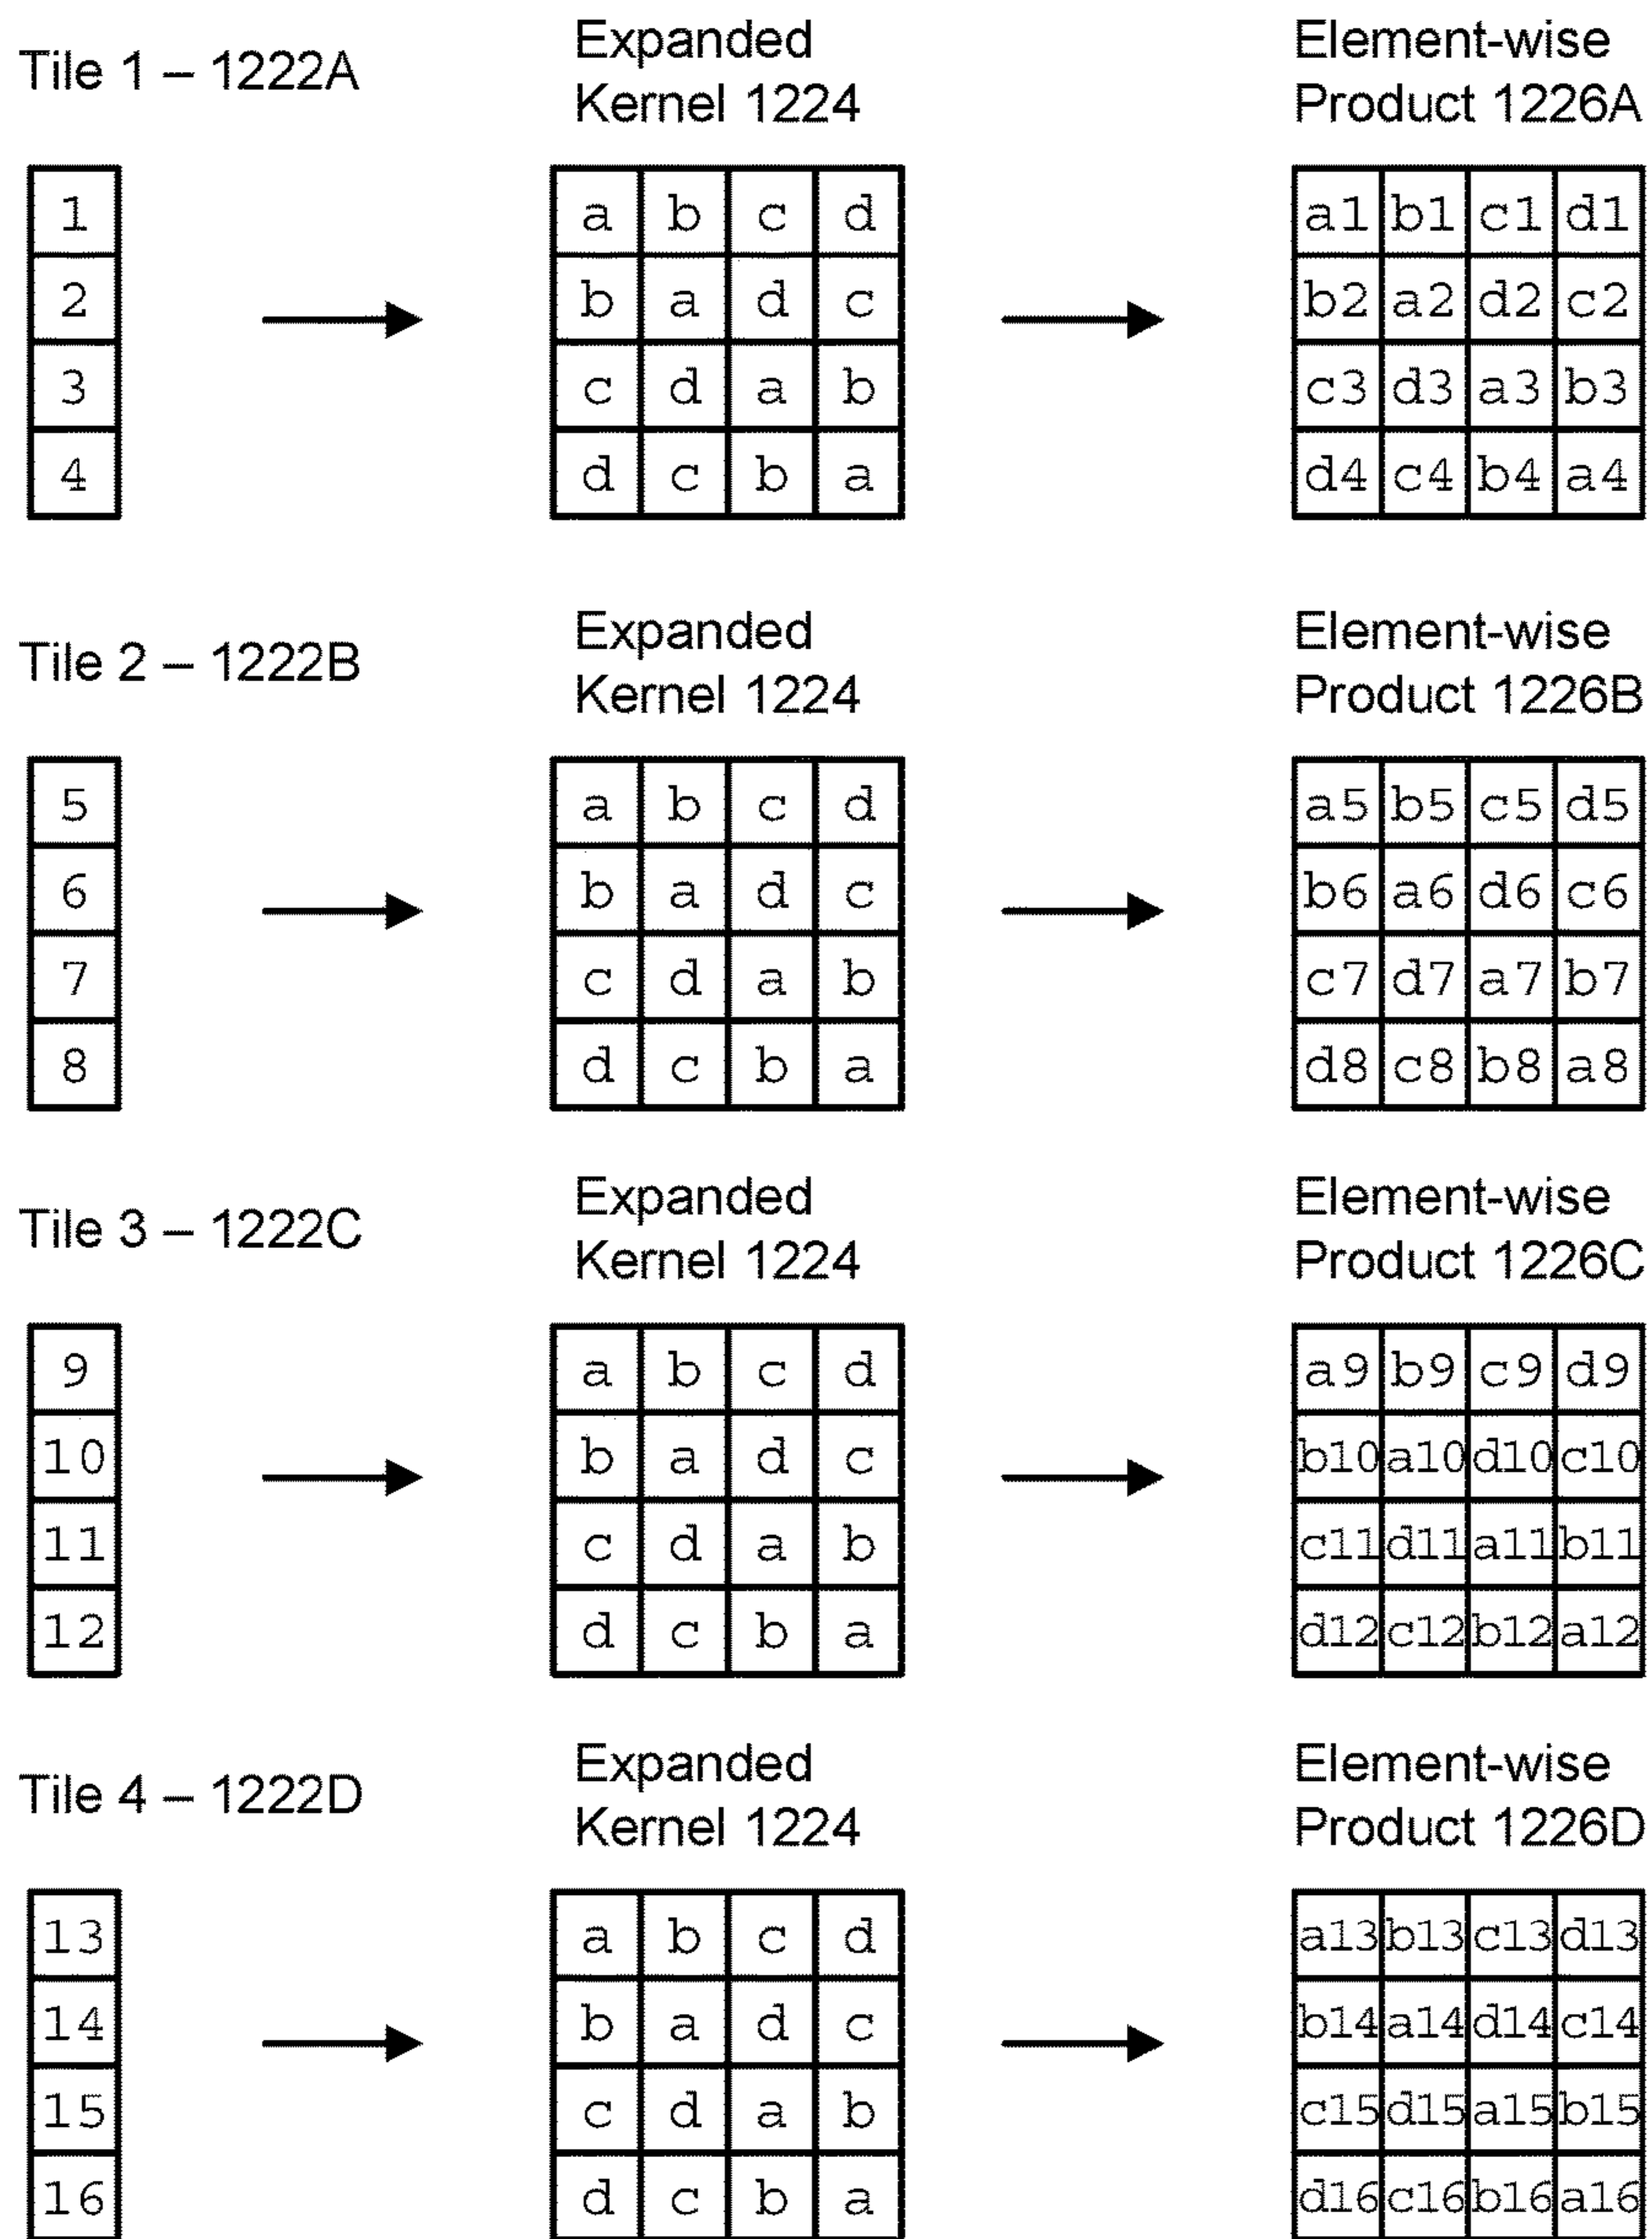 Tile 1 – 1222A
Expanded
Kernel 1224
Element-wise
Product 1226A
1
2
3
4
a b c d
b a d c
c d a b
d c b a
a1 b1 c1 d1
b2 a2 d2 c2
c3 d3 a3 b3
d4 c4 b4 a4
Tile 2 – 1222B
Expanded
Kernel 1224
Element-wise
Product 1226B
5
6
7
8
a b c d
b a d c
c d a b
d c b a
a5 b5 c5 d5
b6 a6 d6 c6
c7 d7 a7 b7
d8 c8 b8 a8
Tile 3 – 1222C
Expanded
Kernel 1224
Element-wise
Product 1226C
9
10
11
12
a b c d
b a d c
c d a b
d c b a
a9 b9 c9 d9
b10 a10 d10 c10
c11 d11 a11 b11
d12 c12 b12 a12
Tile 4 – 1222D
Expanded
Kernel 1224
Element-wise
Product 1226D
13
14
15
16
a b c d
b a d c
c d a b
d c b a
a13 b13 c13 d13
b14 a14 d14 c14
c15 d15 a15 b15
d16 c16 b16 a16